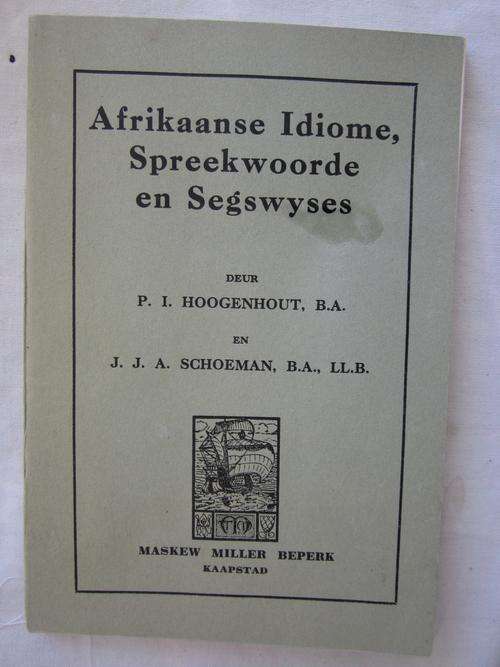 Afrikaanse Idiome,
Spreekwoorde
en Segswyses
DEUR
P. I. HOOGENHOUT, B.A.
EN
J. J. A. SCHOEMAN, B.A., LL.B.
MASKEW MILLER BEPERK
KAAPSTAD